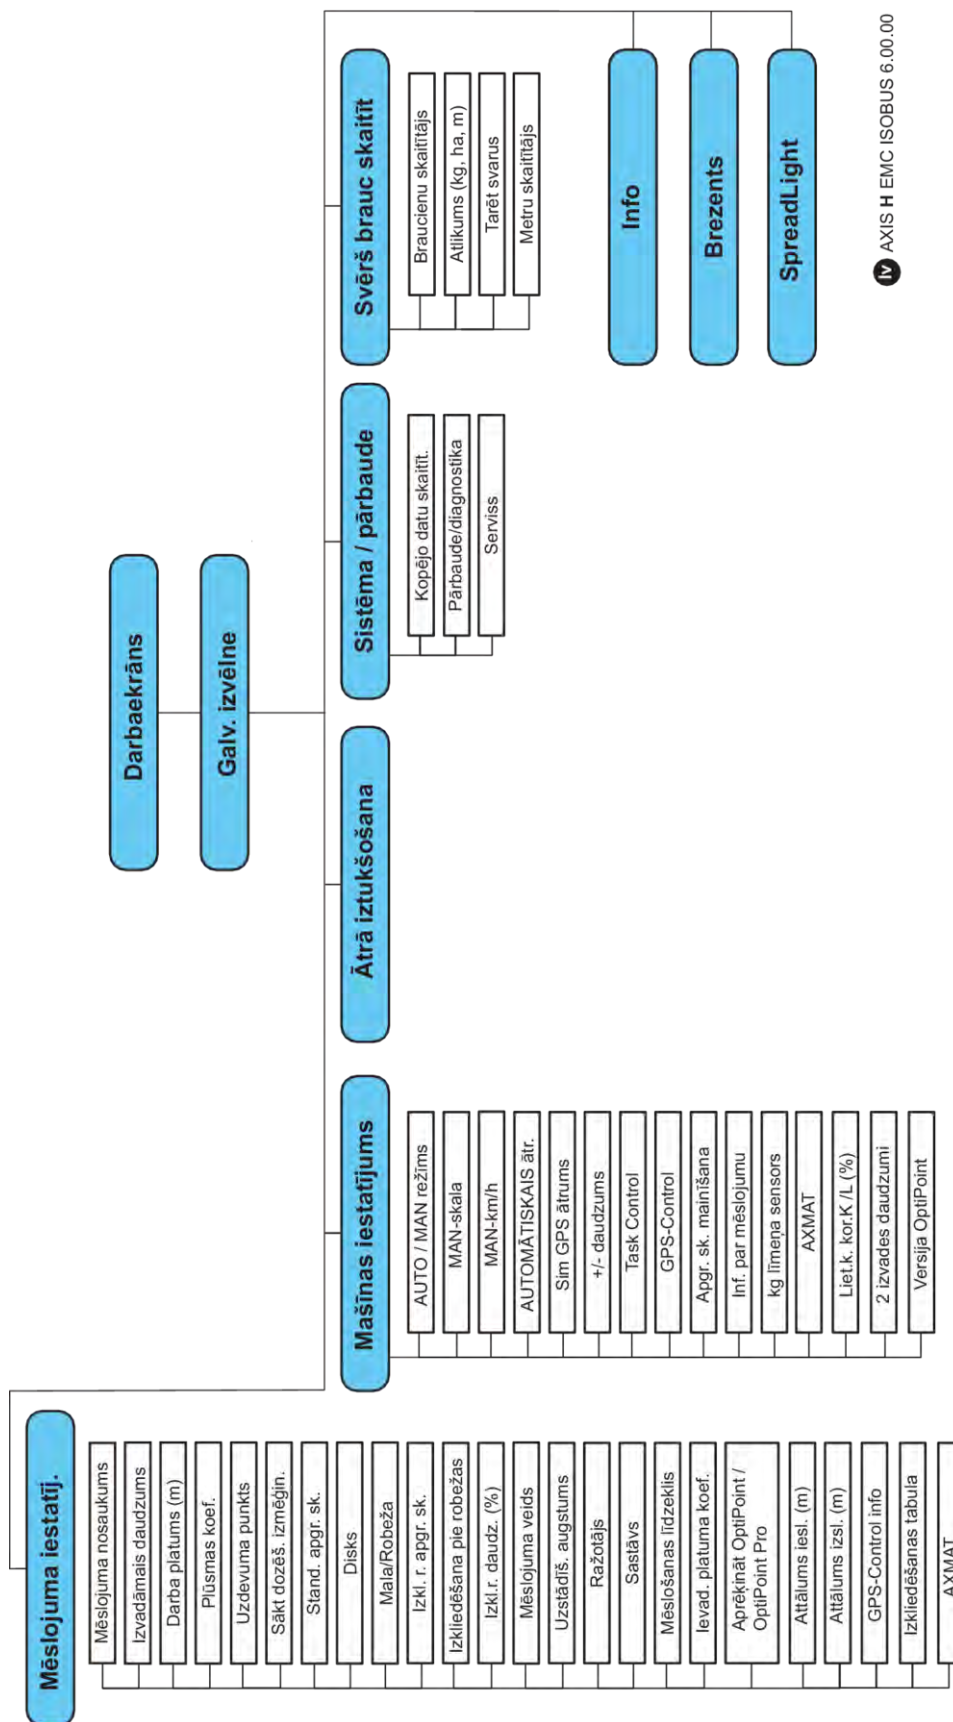 Darbaekrāns
Galv. izvēlne
Mēslojuma iestatīj.
Mēslojuma nosaukums
Izvadāmais daudzums
Darba platums (m)
Plūsmas koef.
Uzdevuma punkts
Sākt dozēš. izmēģin.
Stand. apgr. sk.
Disks
Mala/Robeža
Izkl. r. apgr. sk.
Izkliedēšana pie robežas
Izkl.r. daudz. (%)
Mēslojuma veids
Uzstādīš. augstums
Ražotājs
Sastāvs
Mēslošanas līdzeklis
Ievad. platuma koef.
Aprēķināt OptiPoint /
OptiPoint Pro
Attālums iesl. (m)
Attālums izsl. (m)
GPS-Control info
Izkliedēšanas tabula
AXMAT
Mašīnas iestatījums
AUTO / MAN režīms
MAN-skala
MAN-km/h
AUTOMĀTISKAIS ātr.
Sim GPS ātrums
+/- daudzums
Task Control
GPS-Control
Apgr. sk. mainīšana
Inf. par mēslojumu
kg līmeņa sensors
AXMAT
Liet.k. kor.K /L (%)
2 izvades daudzumi
Versija OptiPoint
Ātrā iztukšošana
Sistēma / pārbaude
Kopējo datu skaitīt.
Pārbaude/diagnostika
Serviss
Svērš brauc skaitīt
Braucienu skaitītājs
Atlikums (kg, ha, m)
Tarēt svarus
Metru skaitītājs
Info
Brezents
SpreadLight
lv AXIS H EMC ISOBUS 6.00.00